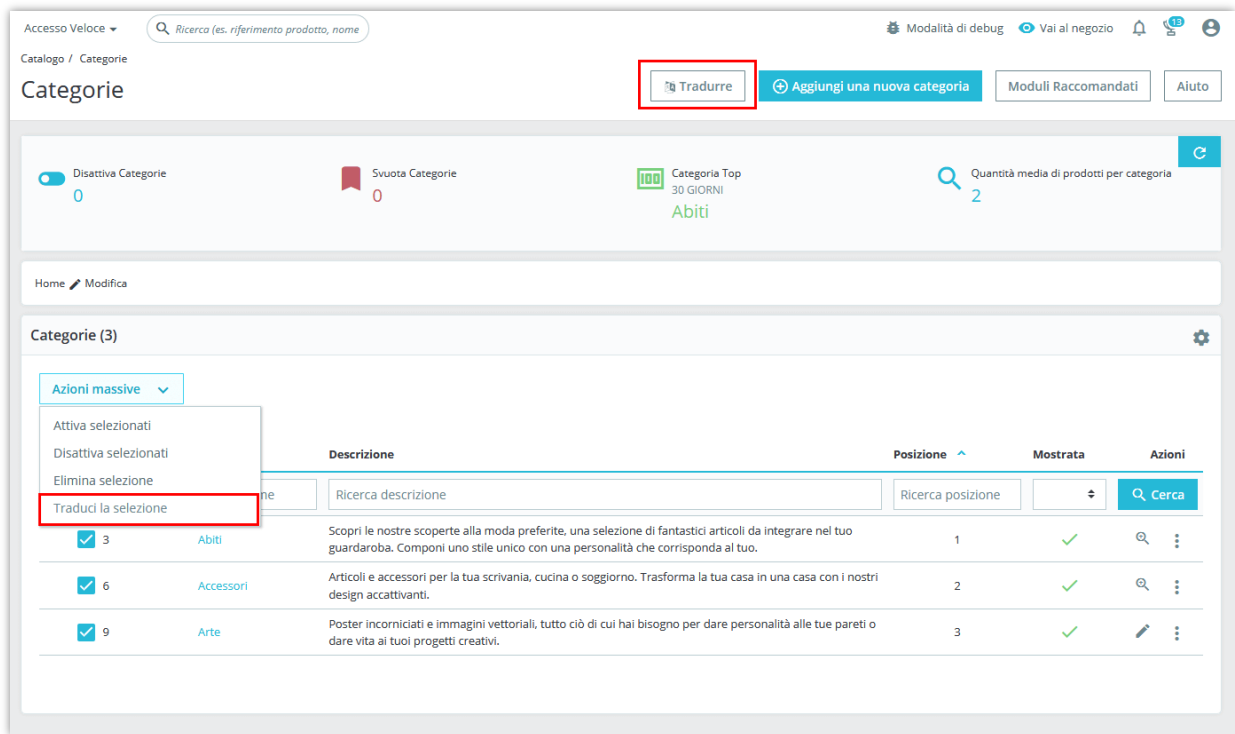 Accesso Veloce
Ricerca (es. riferimento prodotto, nome
Modalità di debug
Vai al negozio
13
Catalogo / Categorie
Categorie
Tradurre
Aggiungi una nuova categoria
Moduli Raccomandati
Aiuto
Disattiva Categorie
0
Svuota Categorie
0
100
Categoria Top
30 GIORNI
Abiti
Quantità media di prodotti per categoria
2
Home Modifica
Categorie (3)
Azioni massive
Attiva selezionati
Disattiva selezionati
Elimina selezione
Traduci la selezione
Descrizione Posizione Mostrata Azioni
ne Ricerca descrizione Ricerca posizione Cerca
3 Abiti
Scopri le nostre scoperte alla moda preferite, una selezione di fantastici articoli da integrare nel tuo
guardaroba. Componi uno stile unico con una personalità che corrisponda al tuo.
1
6 Accessori
Articoli e accessori per la tua scrivania, cucina o soggiorno. Trasforma la tua casa in una casa con i nostri
design accattivanti.
2
9 Arte
Poster incorniciati e immagini vettoriali, tutto ciò di cui hai bisogno per dare personalità alle tue pareti o
dare vita ai tuoi progetti creativi.
3